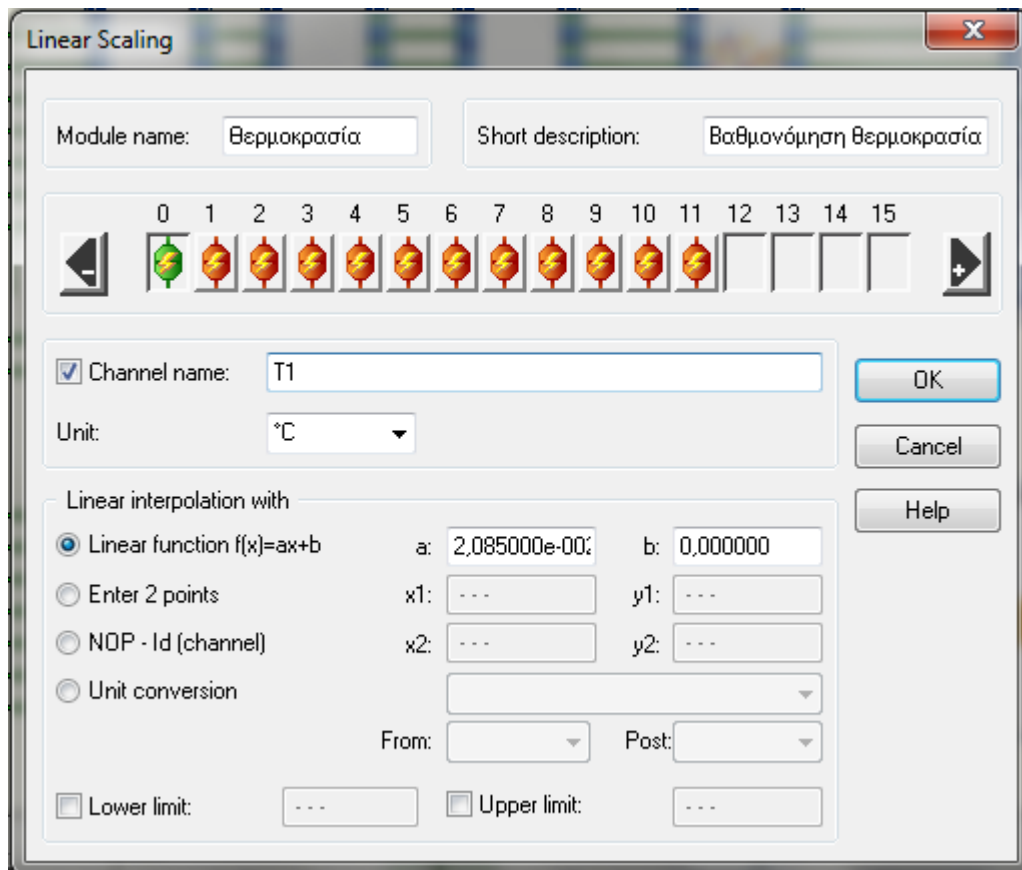 Linear Scaling
Module name: Θερμοκρασία Short description: Βαθμονόμηση θερμοκρασία
0 1 2 3 4 5 6 7 8 9 10 11 12 13 14 15
Channel name: T1
OK
Unit: °C
Cancel
Help
Linear interpolation with
Linear function f(x)=ax+b a: 2,085000e-002 b: 0,000000
Enter 2 points x1: - - - y1: - - -
NOP - Id (channel) x2: - - - y2: - - -
Unit conversion
From: Post:
Lower limit: - - - Upper limit: - - -